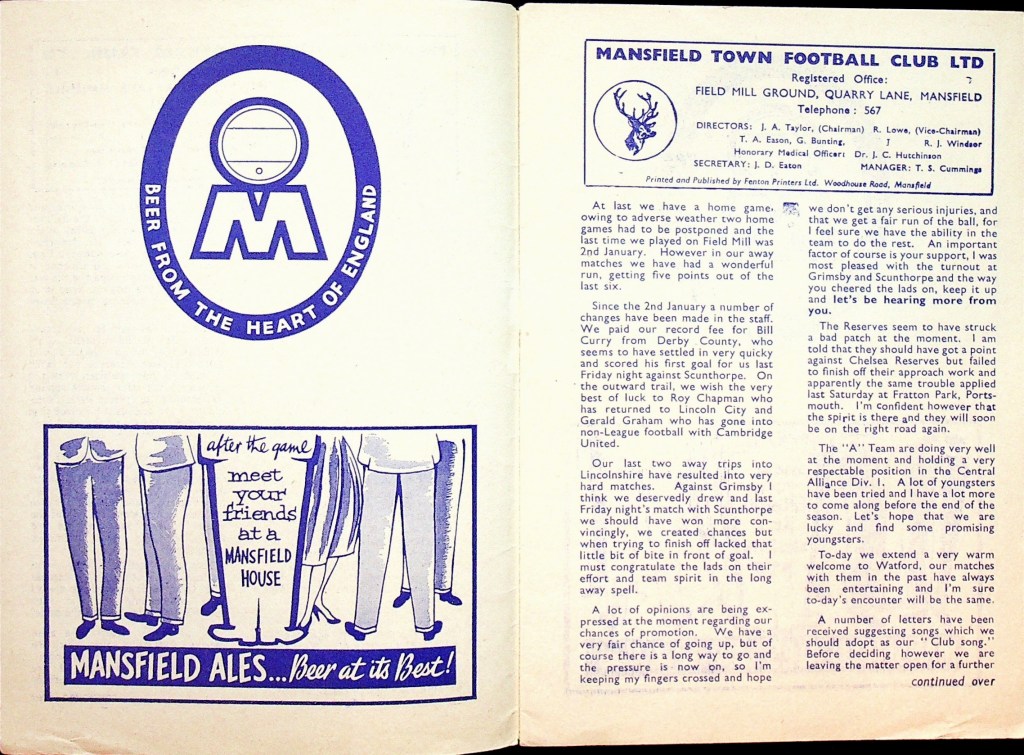 BEER FROM THE HEART OF ENGLAND
M
after the game
meet
your
friends
at a
MANSFIELD
HOUSE
MANSFIELD ALES... Beer at its Best!
MANSFIELD TOWN FOOTBALL CLUB LTD
Registered Office:
FIELD MILL GROUND, QUARRY LANE, MANSFIELD
Telephone : 567
DIRECTORS: J. A. Taylor, (Chairman) R. Lowe, (Vice-Chairman)
T. A. Eason, G. Bunting, J R. J. Windsor
Honorary Medical Officer: Dr. J. C. Hutchinson
SECRETARY: J. D. Eaton MANAGER: T. S. Cummings
Printed and Published by Fenton Printers Ltd. Woodhouse Road, Mansfield
At last we have a home game,
owing to adverse weather two home
games had to be postponed and the
last time we played on Field Mill was
2nd January. However in our away
matches we have had a wonderful
run, getting five points out of the
last six.
Since the 2nd January a number of
changes have been made in the staff.
We paid our record fee for Bill
Curry from Derby County, who
seems to have settled in very quicky
and scored his first goal for us last
Friday night against Scunthorpe. On
the outward trail, we wish the very
best of luck to Roy Chapman who
has returned to Lincoln City and
Gerald Graham who has gone into
non-League football with Cambridge
United.
Our last two away trips into
Lincolnshire have resulted into very
hard matches. Against Grimsby I
think we deservedly drew and last
Friday night's match with Scunthorpe
we should have won more con-
vincingly, we created chances but
when trying to finish off lacked that
little bit of bite in front of goal. I
must congratulate the lads on their
effort and team spirit in the long
away spell.
A lot of opinions are being ex-
pressed at the moment regarding our
chances of promotion. We have a
very fair chance of going up, but of
course there is a long way to go and
the pressure is now on, so I'm
keeping my fingers crossed and hope
we don't get any serious injuries, and
that we get a fair run of the ball, for
I feel sure we have the ability in the
team to do the rest. An important
factor of course is your support, I was
most pleased with the turnout at
Grimsby and Scunthorpe and the way
you cheered the lads on, keep it up
and let's be hearing more from
you.
The Reserves seem to have struck
a bad patch at the moment. I am
told that they should have got a point
against Chelsea Reserves but failed
to finish off their approach work and
apparently the same trouble applied
last Saturday at Fratton Park, Ports-
mouth. I'm confident however that
the spirit is there and they will soon
be on the right road again.
The "A" Team are doing very well
at the moment and holding a very
respectable position in the Central
Alliance Div. 1. A lot of youngsters
have been tried and I have a lot more
to come along before the end of the
season. Let's hope that we are
lucky and find some promising
youngsters.
To-day we extend a very warm
welcome to Watford, our matches
with them in the past have always
been entertaining and I'm sure
to-day's encounter will be the same.
A number of letters have been
received suggesting songs which we
should adopt as our "Club song."
Before deciding however we are
leaving the matter open for a further
continued over